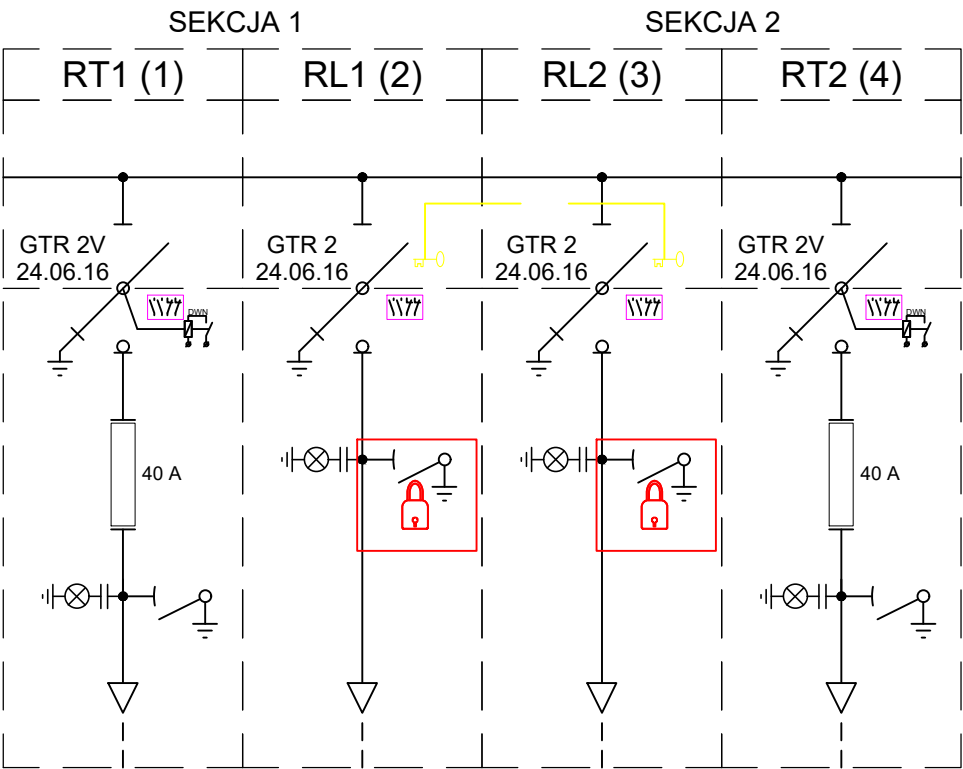 SEKCJA 1 SEKCJA 2
RT1 (1) RL1 (2) RL2 (3) RT2 (4)
GTR 2V GTR 2 GTR 2 GTR 2V
24.06.16 24.06.16 24.06.16 24.06.16
DWN DWN
40 A 40 A